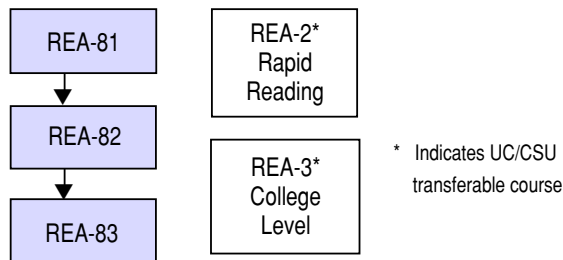 REA-81
REA-82
REA-83
REA-2*
Rapid
Reading
REA-3*
College
Level
* Indicates UC/CSU
transferable course